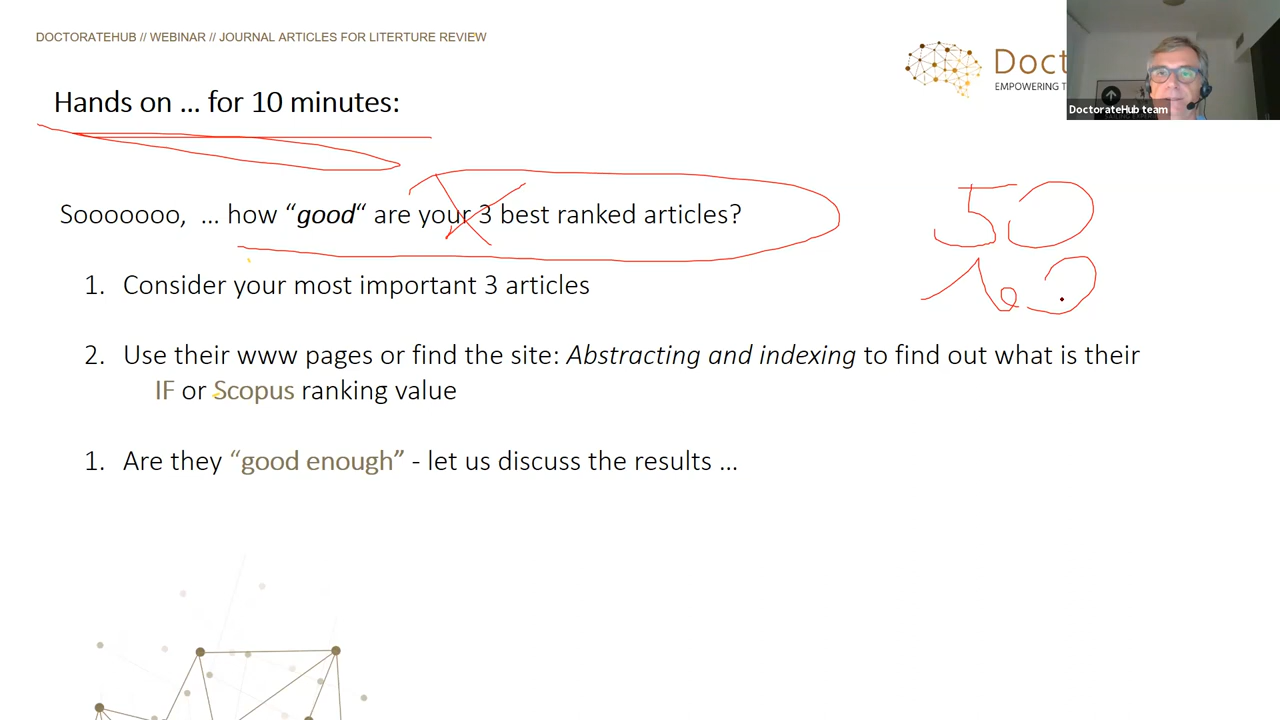 DOCTORATEHUB // WEBINAR // JOURNAL ARTICLES FOR LITERTURE REVIEW
Doct
EMPOWERING T
DoctorateHub team
Hands on ... for 10 minutes:
Sooooooo, ... how “good“ are your 3 best ranked articles?
50
100
1. Consider your most important 3 articles
2. Use their www pages or find the site: Abstracting and indexing to find out what is their
IF or Scopus ranking value
1. Are they “good enough” - let us discuss the results ...